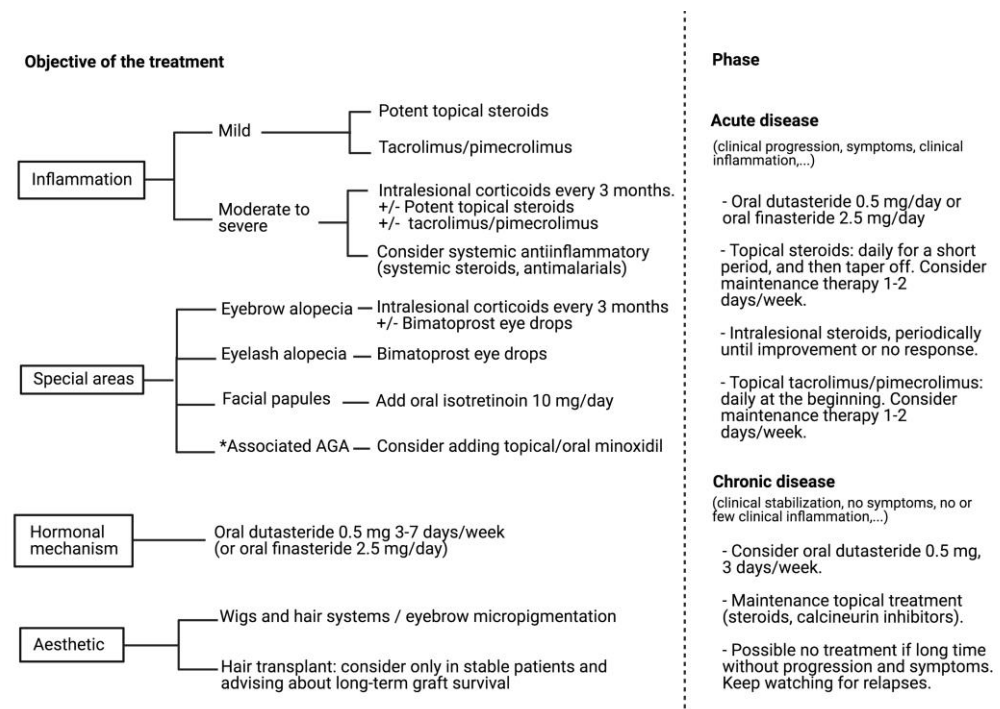 Objective of the treatment
Inflammation
Mild
Potent topical steroids
Tacrolimus/pimecrolimus
Moderate to
severe
Intralesional corticoids every 3 months.
+/- Potent topical steroids
+/- tacrolimus/pimecrolimus
Consider systemic antiinflammatory
(systemic steroids, antimalarials)
Special areas
Eyebrow alopecia
Intralesional corticoids every 3 months
+/- Bimatoprost eye drops
Eyelash alopecia
Bimatoprost eye drops
Facial papules
Add oral isotretinoin 10 mg/day
*Associated AGA
Consider adding topical/oral minoxidil
Hormonal
mechanism
Oral dutasteride 0.5 mg 3-7 days/week
(or oral finasteride 2.5 mg/day)
Aesthetic
Wigs and hair systems / eyebrow micropigmentation
Hair transplant: consider only in stable patients and
advising about long-term graft survival
Phase
Acute disease
(clinical progression, symptoms, clinical
inflammation,...)
- Oral dutasteride 0.5 mg/day or
oral finasteride 2.5 mg/day
- Topical steroids: daily for a short
period, and then taper off. Consider
maintenance therapy 1-2
days/week.
- Intralesional steroids, periodically
until improvement or no response.
- Topical tacrolimus/pimecrolimus:
daily at the beginning. Consider
maintenance therapy 1-2
days/week.
Chronic disease
(clinical stabilization, no symptoms, no or
few clinical inflammation,...)
- Consider oral dutasteride 0.5 mg,
3 days/week.
- Maintenance topical treatment
(steroids, calcineurin inhibitors).
- Possible no treatment if long time
without progression and symptoms.
Keep watching for relapses.